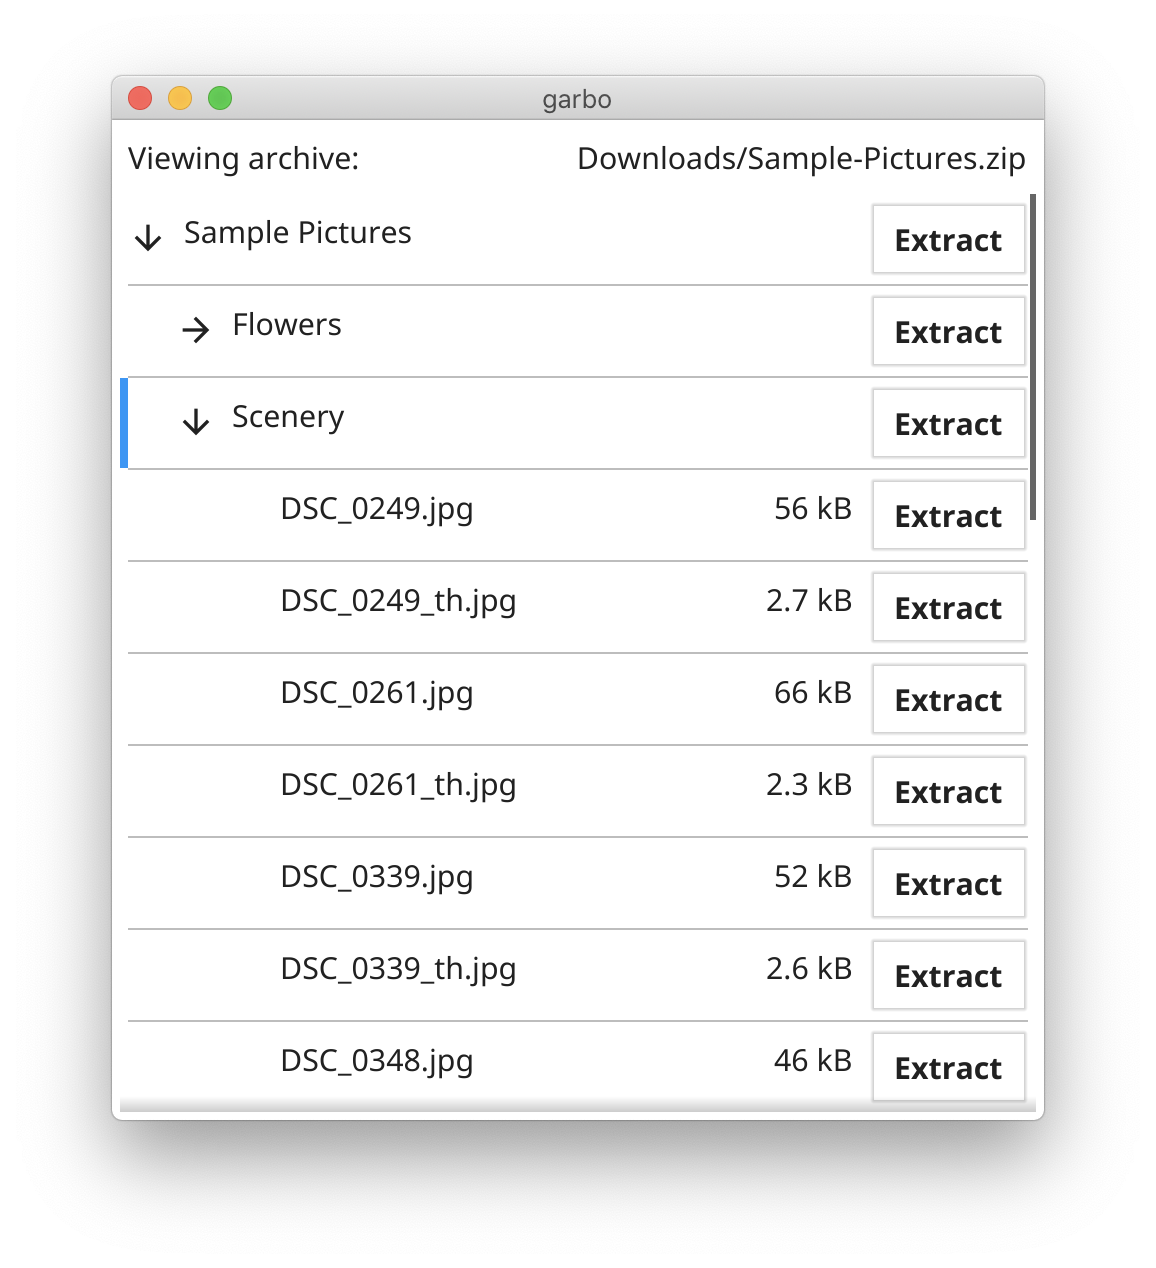 garbo
Viewing archive: Downloads/Sample-Pictures.zip
Sample Pictures Extract
Flowers Extract
Scenery Extract
DSC_0249.jpg 56 kB Extract
DSC_0249_th.jpg 2.7 kB Extract
DSC_0261.jpg 66 kB Extract
DSC_0261_th.jpg 2.3 kB Extract
DSC_0339.jpg 52 kB Extract
DSC_0339_th.jpg 2.6 kB Extract
DSC_0348.jpg 46 kB Extract